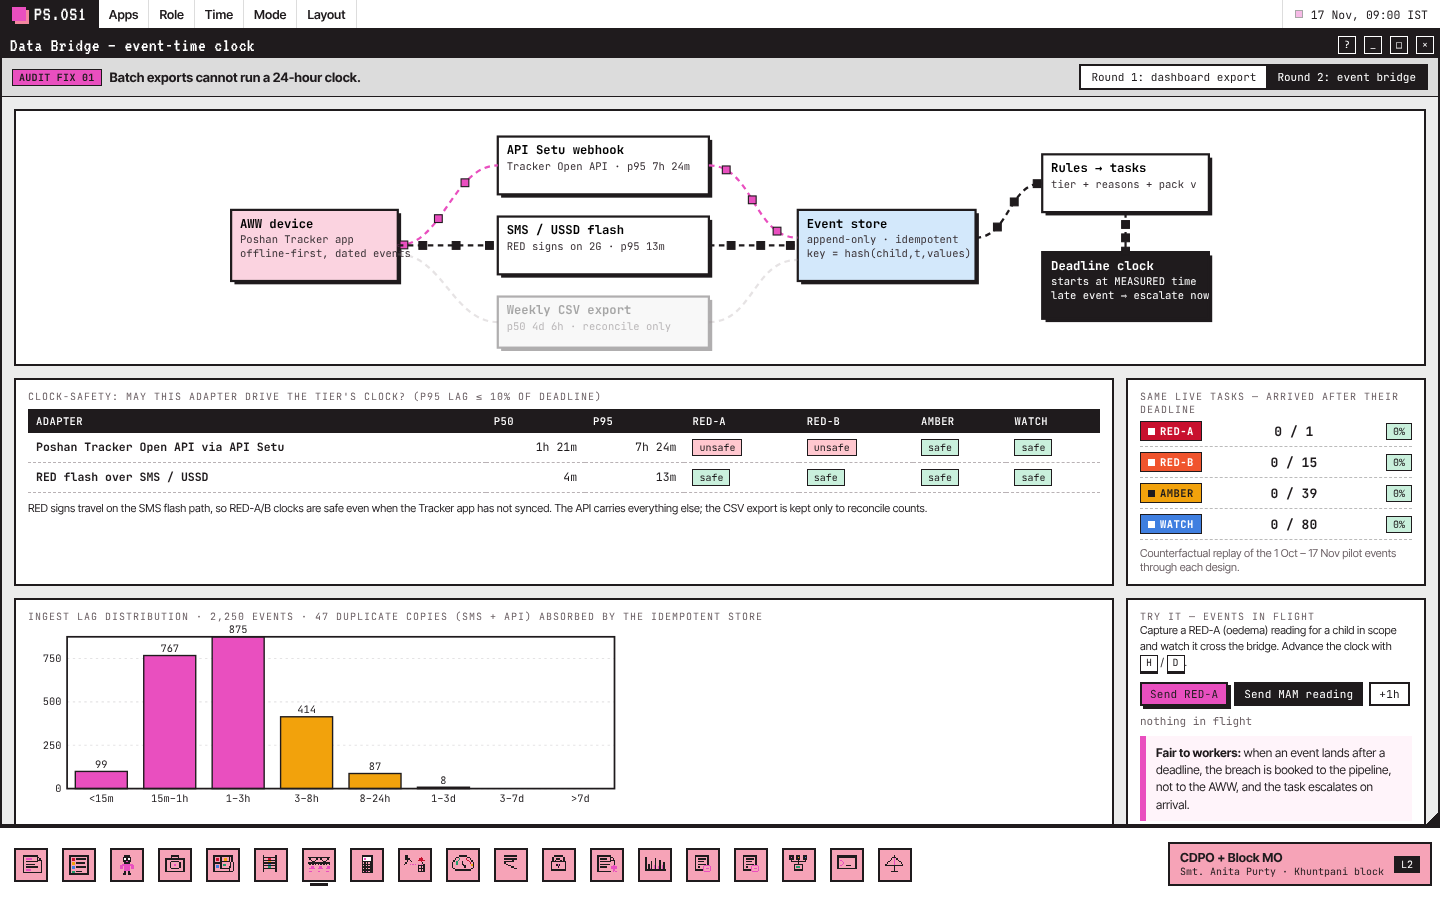 PS.OS1 Apps Role Time Mode Layout 17 Nov, 09:00 IST
Data Bridge — event-time clock ? _ □ ×
AUDIT FIX 01 Batch exports cannot run a 24-hour clock. Round 1: dashboard export Round 2: event bridge
API Setu webhook
Tracker Open API · p95 7h 24m
Rules → tasks
tier + reasons + pack v
AWW device
Poshan Tracker app
offline-first, dated events
SMS / USSD flash
RED signs on 2G · p95 13m
Event store
append-only · idempotent
key = hash(child,t,values)
Deadline clock
starts at MEASURED time
late event → escalate now
Weekly CSV export
p50 4d 6h · reconcile only
CLOCK-SAFETY: MAY THIS ADAPTER DRIVE THE TIER'S CLOCK? (P95 LAG ≤ 10% OF DEADLINE)
ADAPTER P50 P95 RED-A RED-B AMBER WATCH
Poshan Tracker Open API via API Setu 1h 21m 7h 24m unsafe unsafe safe safe
RED flash over SMS / USSD 4m 13m safe safe safe safe
RED signs travel on the SMS flash path, so RED-A/B clocks are safe even when the Tracker app has not synced. The API carries everything else; the CSV export is kept only to reconcile counts.
SAME LIVE TASKS — ARRIVED AFTER THEIR
DEADLINE
RED-A 0 / 1 0%
RED-B 0 / 15 0%
AMBER 0 / 39 0%
WATCH 0 / 80 0%
Counterfactual replay of the 1 Oct – 17 Nov pilot events
through each design.
INGEST LAG DISTRIBUTION · 2,250 EVENTS · 47 DUPLICATE COPIES (SMS + API) ABSORBED BY THE IDEMPOTENT STORE
875
750 767
500
414
250
99 87 8
0
<15m 15m–1h 1–3h 3–8h 8–24h 1–3d 3–7d >7d
TRY IT — EVENTS IN FLIGHT
Capture a RED-A (oedema) reading for a child in scope
and watch it cross the bridge. Advance the clock with
H / D .
Send RED-A Send MAM reading +1h
nothing in flight
Fair to workers: when an event lands after a
deadline, the breach is booked to the pipeline,
not to the AWW, and the task escalates on
arrival.
CDPO + Block MO
Smt. Anita Purty · Khuntpani block L2